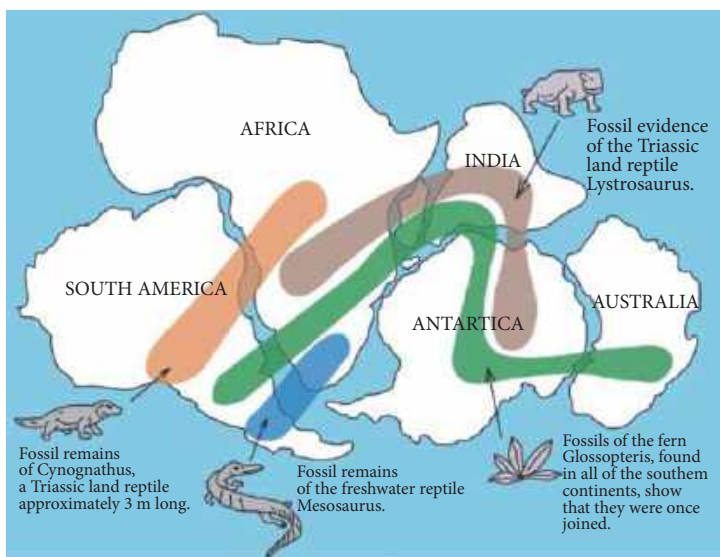 AFRICA
INDIA
SOUTH AMERICA
ANTARTICA
AUSTRALIA
Fossil evidence
of the Triassic
land reptile
Lystrosaurus.
Fossil remains
of Cynognathus,
a Triassic land reptile
approximately 3 m long.
Fossil remains
of the freshwater reptile
Mesosaurus.
Fossils of the fern
Glossopteris, found
in all of the southem
continents, show
that they were once
joined.